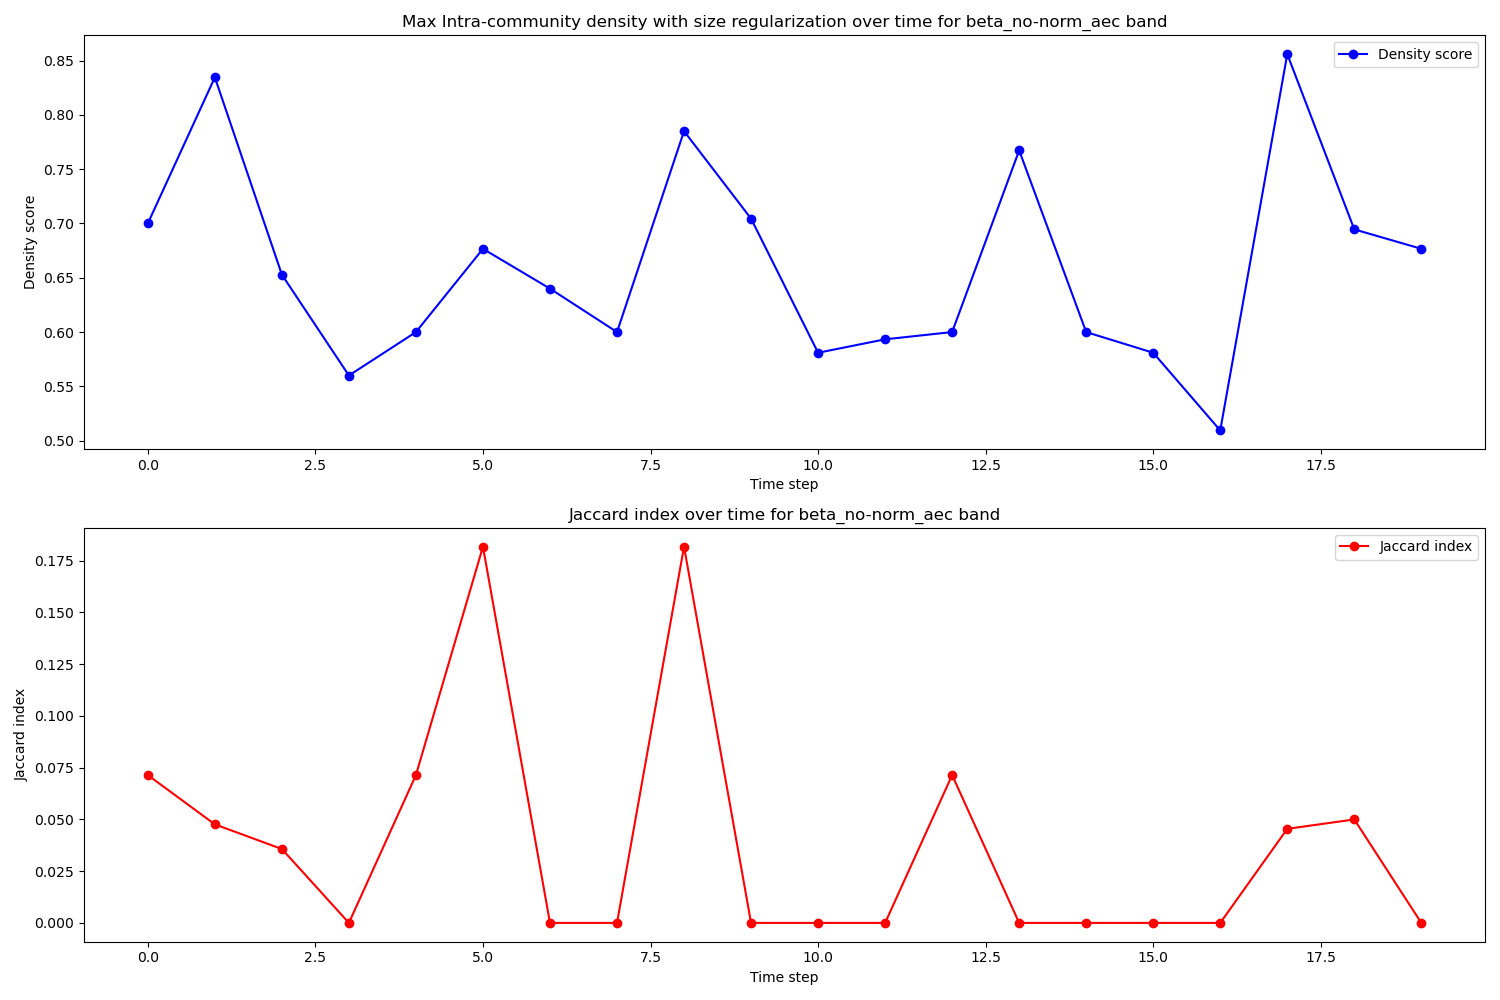 Max Intra-community density with size regularization over time for beta_no-norm_aec band
Density score
0.85
0.80
0.75
0.70
0.65
0.60
0.55
0.50
Density score
0.0 2.5 5.0 7.5 10.0 12.5 15.0 17.5
Time step
Jaccard index over time for beta_no-norm_aec band
Jaccard index
0.175
0.150
0.125
0.100
0.075
0.050
0.025
0.000
Jaccard index
0.0 2.5 5.0 7.5 10.0 12.5 15.0 17.5
Time step